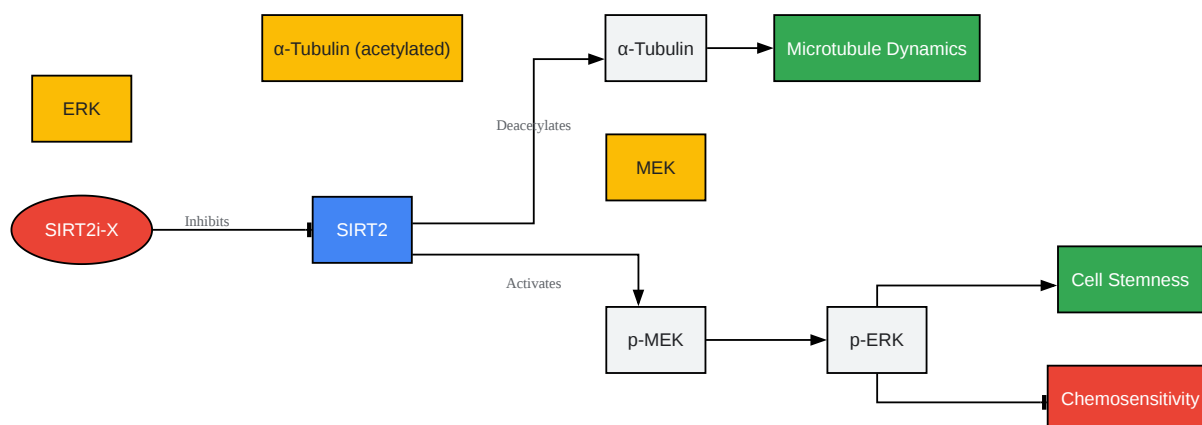 α-Tubulin (acetylated)
α-Tubulin
Microtubule Dynamics
ERK
Deacetylates
MEK
SIRT2i-X
Inhibits
SIRT2
Activates
Cell Stemness
p-MEK
p-ERK
Chemosensitivity